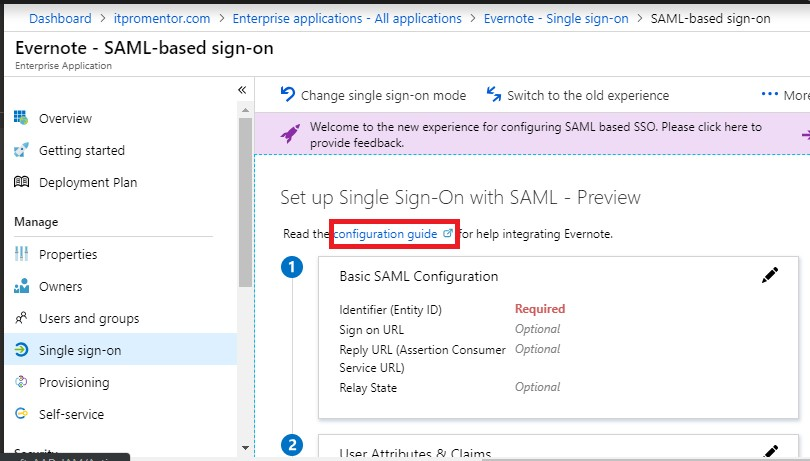 Dashboard > itpromentor.com > Enterprise applications - All applications > Evernote - Single sign-on > SAML-based sign-on
Evernote - SAML-based sign-on
Enterprise Application
«
Overview
Getting started
Deployment Plan
Manage
Properties
Owners
Users and groups
Single sign-on
Provisioning
Self-service
Security
Change single sign-on mode
Switch to the old experience
More
Welcome to the new experience for configuring SAML based SSO. Please click here to
provide feedback.
Set up Single Sign-On with SAML - Preview
Read the configuration guide for help integrating Evernote.
1
Basic SAML Configuration
Identifier (Entity ID) Required
Sign on URL Optional
Reply URL (Assertion Consumer Optional
Service URL)
Relay State Optional
2
User Attributes & Claims